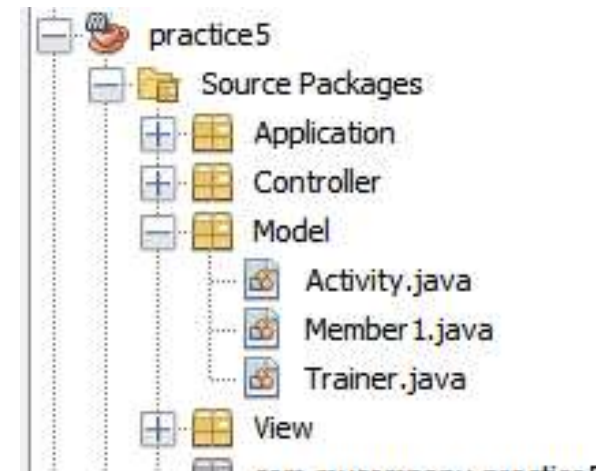 practice5
Source Packages
Application
Controller
Model
Activity.java
Member1.java
Trainer.java
View